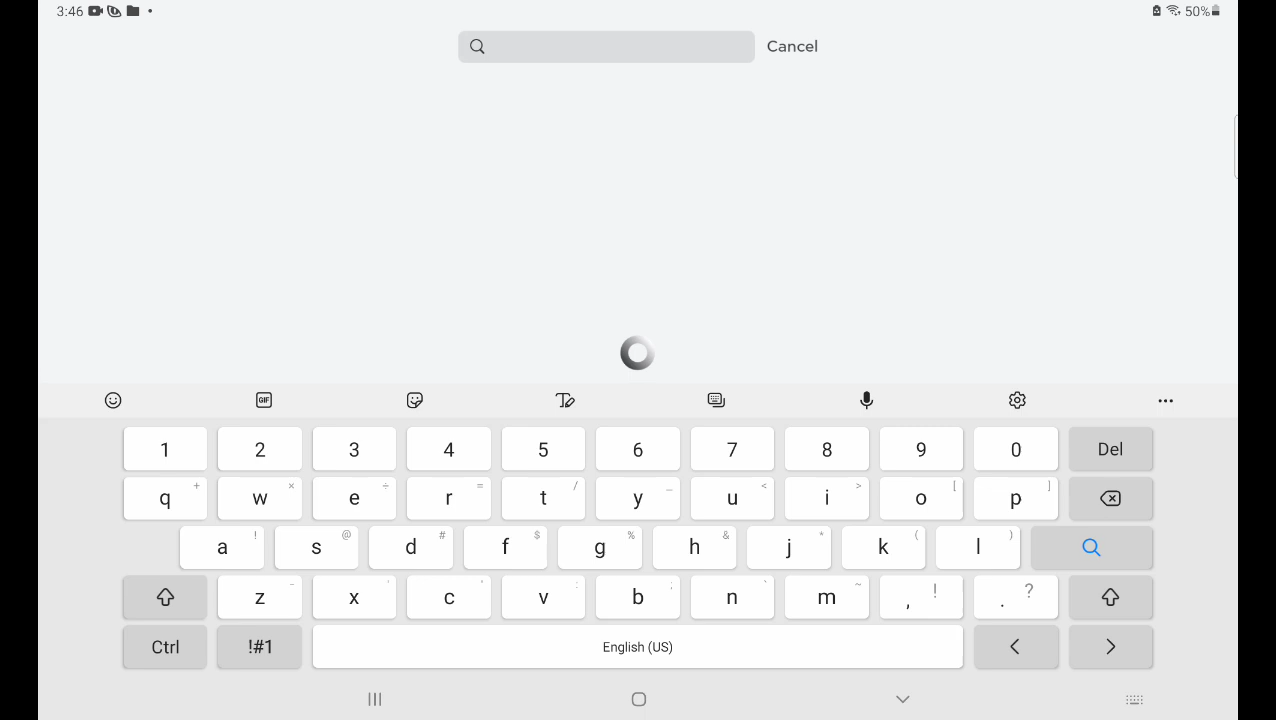 3:46 50%
Cancel
GIF
1 2 3 4 5 6 7 8 9 0 Del
q + w × e ÷ r = t / y _ u < i > o [ p ]
a ! s @ d # f $ g % h & j * k ( l )
z - x ' c " v : b ; n ` m ~ , ! . ?
Ctrl !#1 English (US) < >